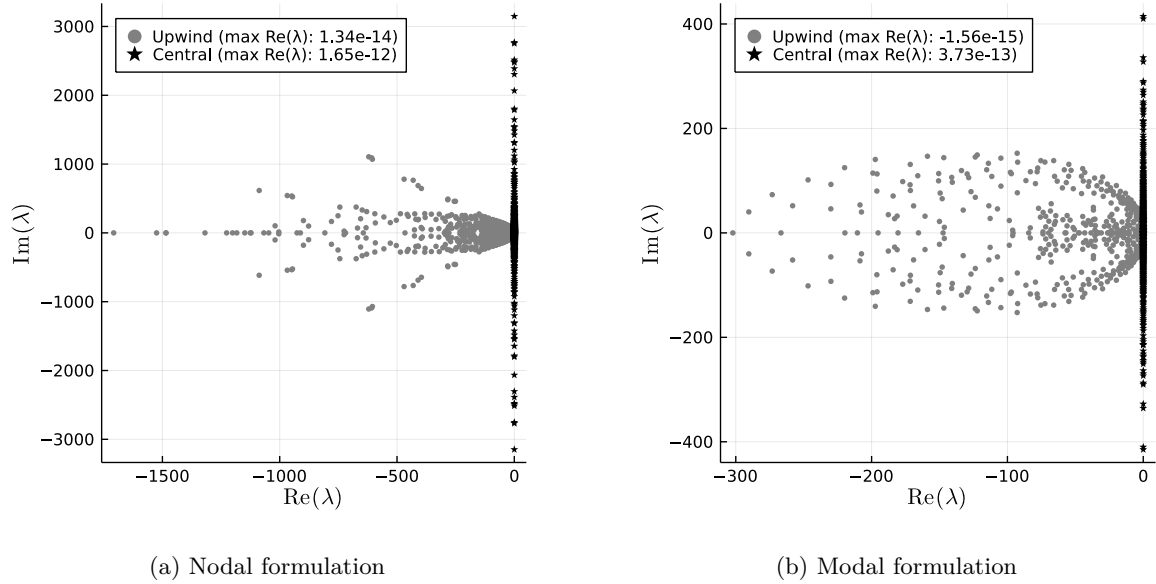 Upwind (max Re(λ): 1.34e-14)
Central (max Re(λ): 1.65e-12)
3000
2000
1000
0
−1000
−2000
−3000
Im(λ)
−1500
−1000
−500
0
Re(λ)
(a) Nodal formulation
Upwind (max Re(λ): -1.56e-15)
Central (max Re(λ): 3.73e-13)
400
200
0
−200
−400
Im(λ)
−300
−200
−100
0
Re(λ)
(b) Modal formulation